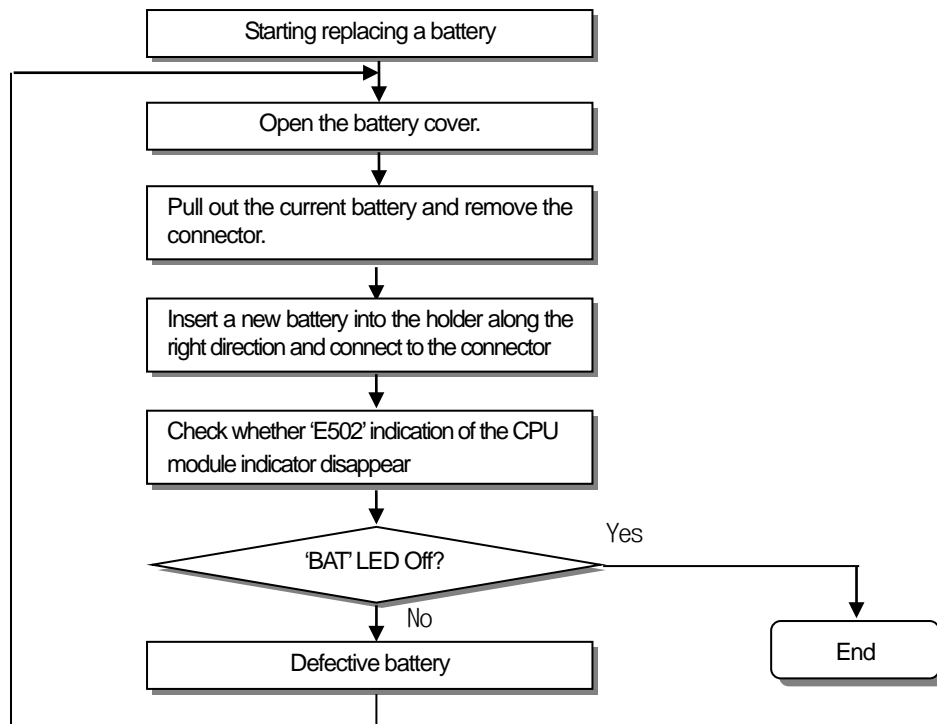 Starting replacing a battery
Open the battery cover.
Pull out the current battery and remove the
connector.
Insert a new battery into the holder along the
right direction and connect to the connector
Check whether ‘E502’ indication of the CPU
module indicator disappear
‘BAT’ LED Off?
Yes
No
Defective battery
End